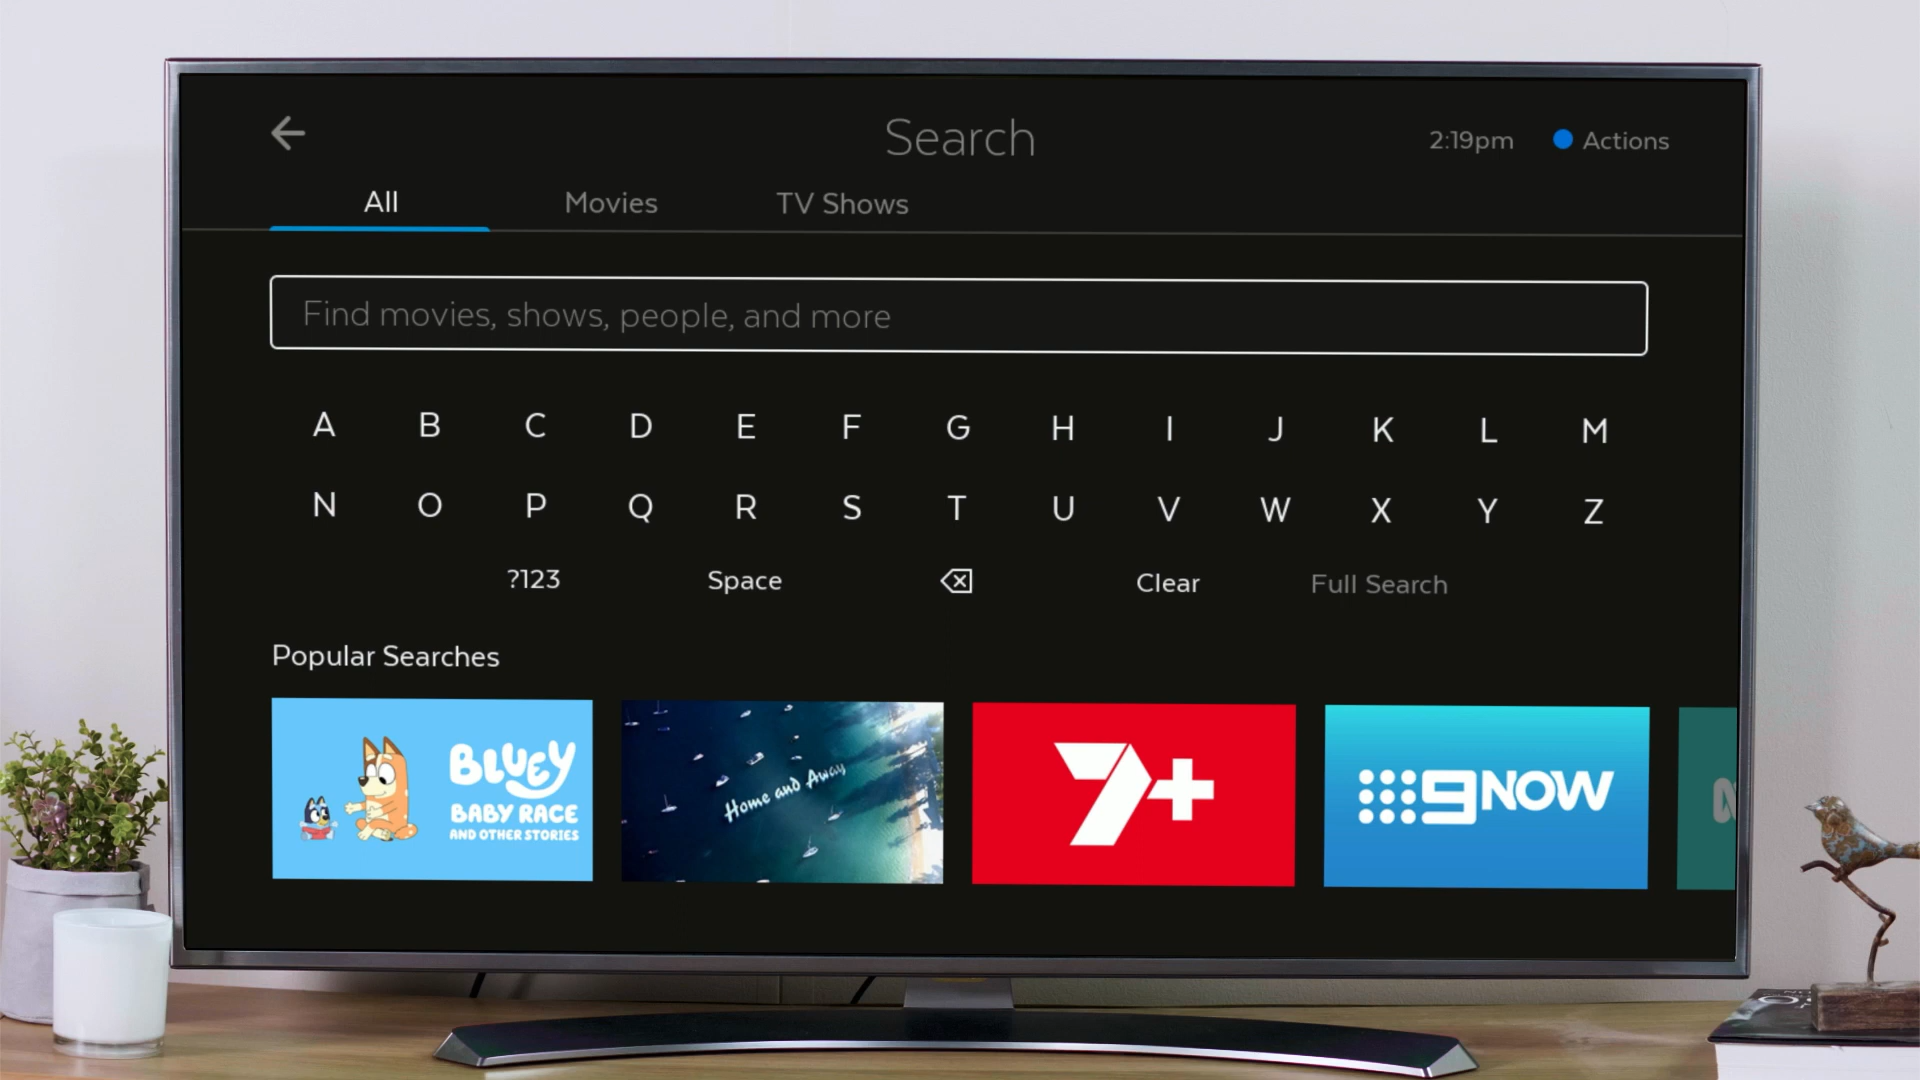 Search
2:19pm
Actions
All
Movies
TV Shows
Find movies, shows, people, and more
A B C D E F G H I J K L M
N O P Q R S T U V W X Y Z
?123
Space
Clear
Full Search
Popular Searches
BLUEY
BABY RACE
AND OTHER STORIES
Home and Away
7+
9NOW